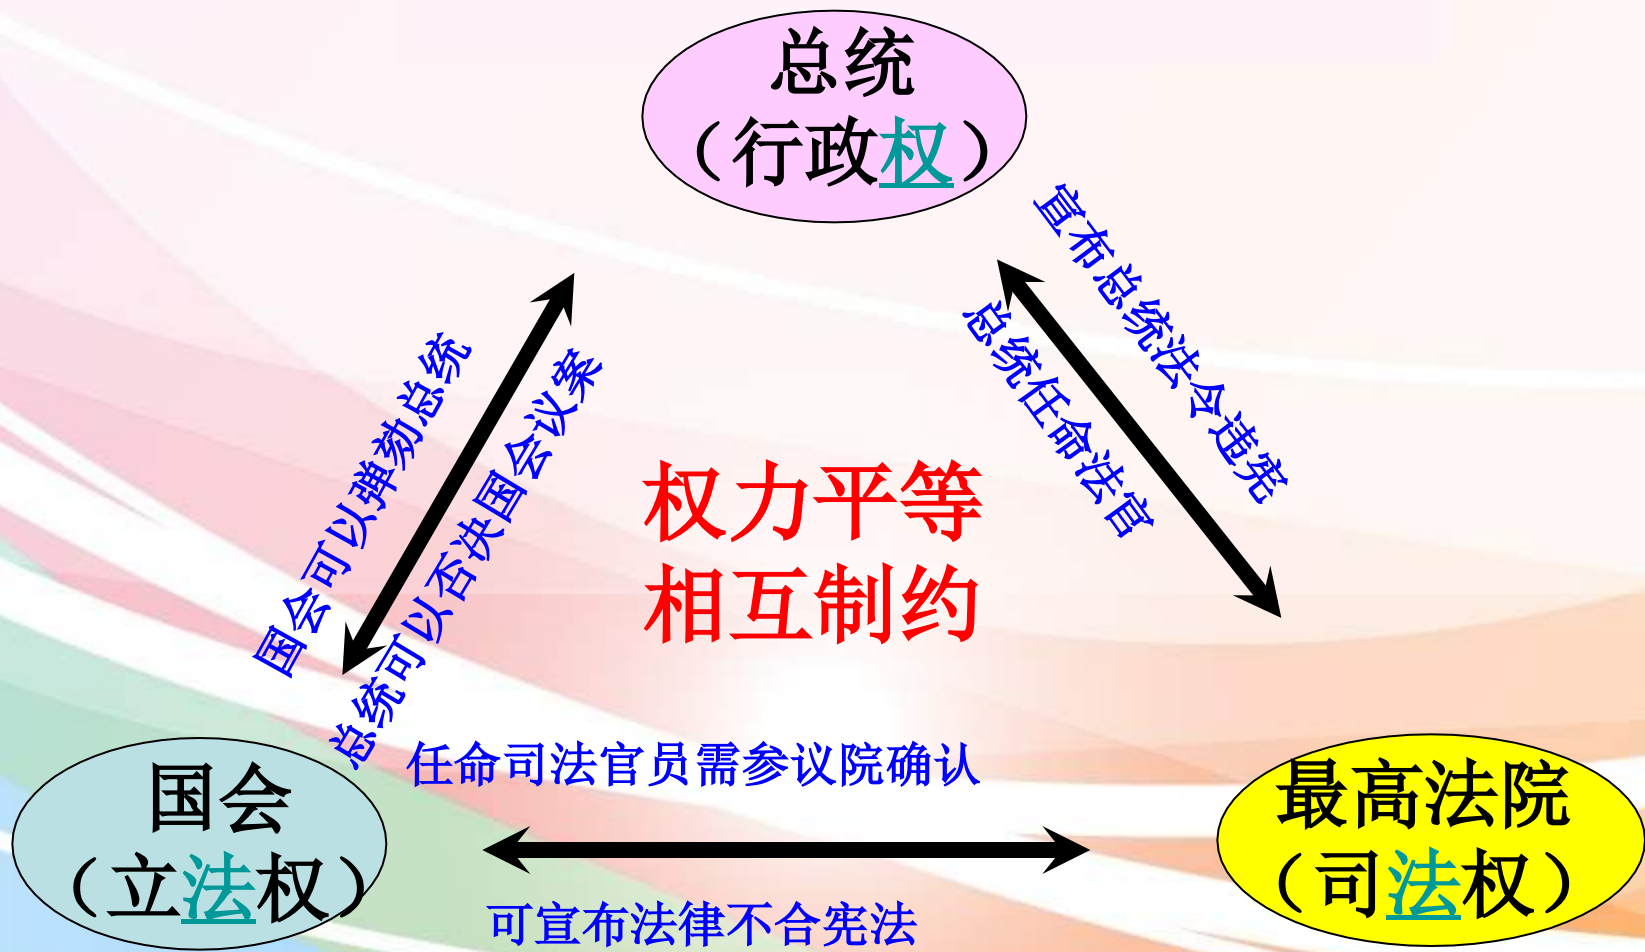 总统
（行政权）
宣布总统法令违宪
总统任命法官
国会可以弹劾总统
总统可以否决国会议案
权力平等
相互制约
任命司法官员需参议院确认
国会
（立法权）
最高法院
（司法权）
可宣布法律不合宪法